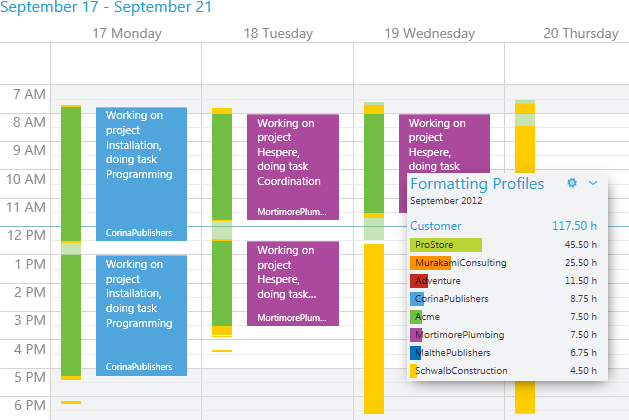 September 17 - September 21
17 Monday
18 Tuesday
19 Wednesday
20 Thursday
7 AM
8 AM
9 AM
10 AM
11 AM
12 PM
1 PM
2 PM
3 PM
4 PM
5 PM
6 PM
Working on
project
Installation,
doing task
Programming
CorinaPublishers
Working on
project
Installation,
doing task
Programming
CorinaPublishers
Working on
project
Hespere,
doing task
Coordination
MortimorePlum...
Working on
project
Hespere,
doing task...
MortimorePlum...
Working on
project
Hespere,
doing task
Formatting Profiles
September 2012
Customer 117.50 h
ProStore 45.50 h
MurakamiConsulting 25.50 h
Adventure 11.50 h
CorinaPublishers 8.75 h
Acme 7.50 h
MortimorePlumbing 7.50 h
MalthePublishers 6.75 h
SchwalbConstruction 4.50 h